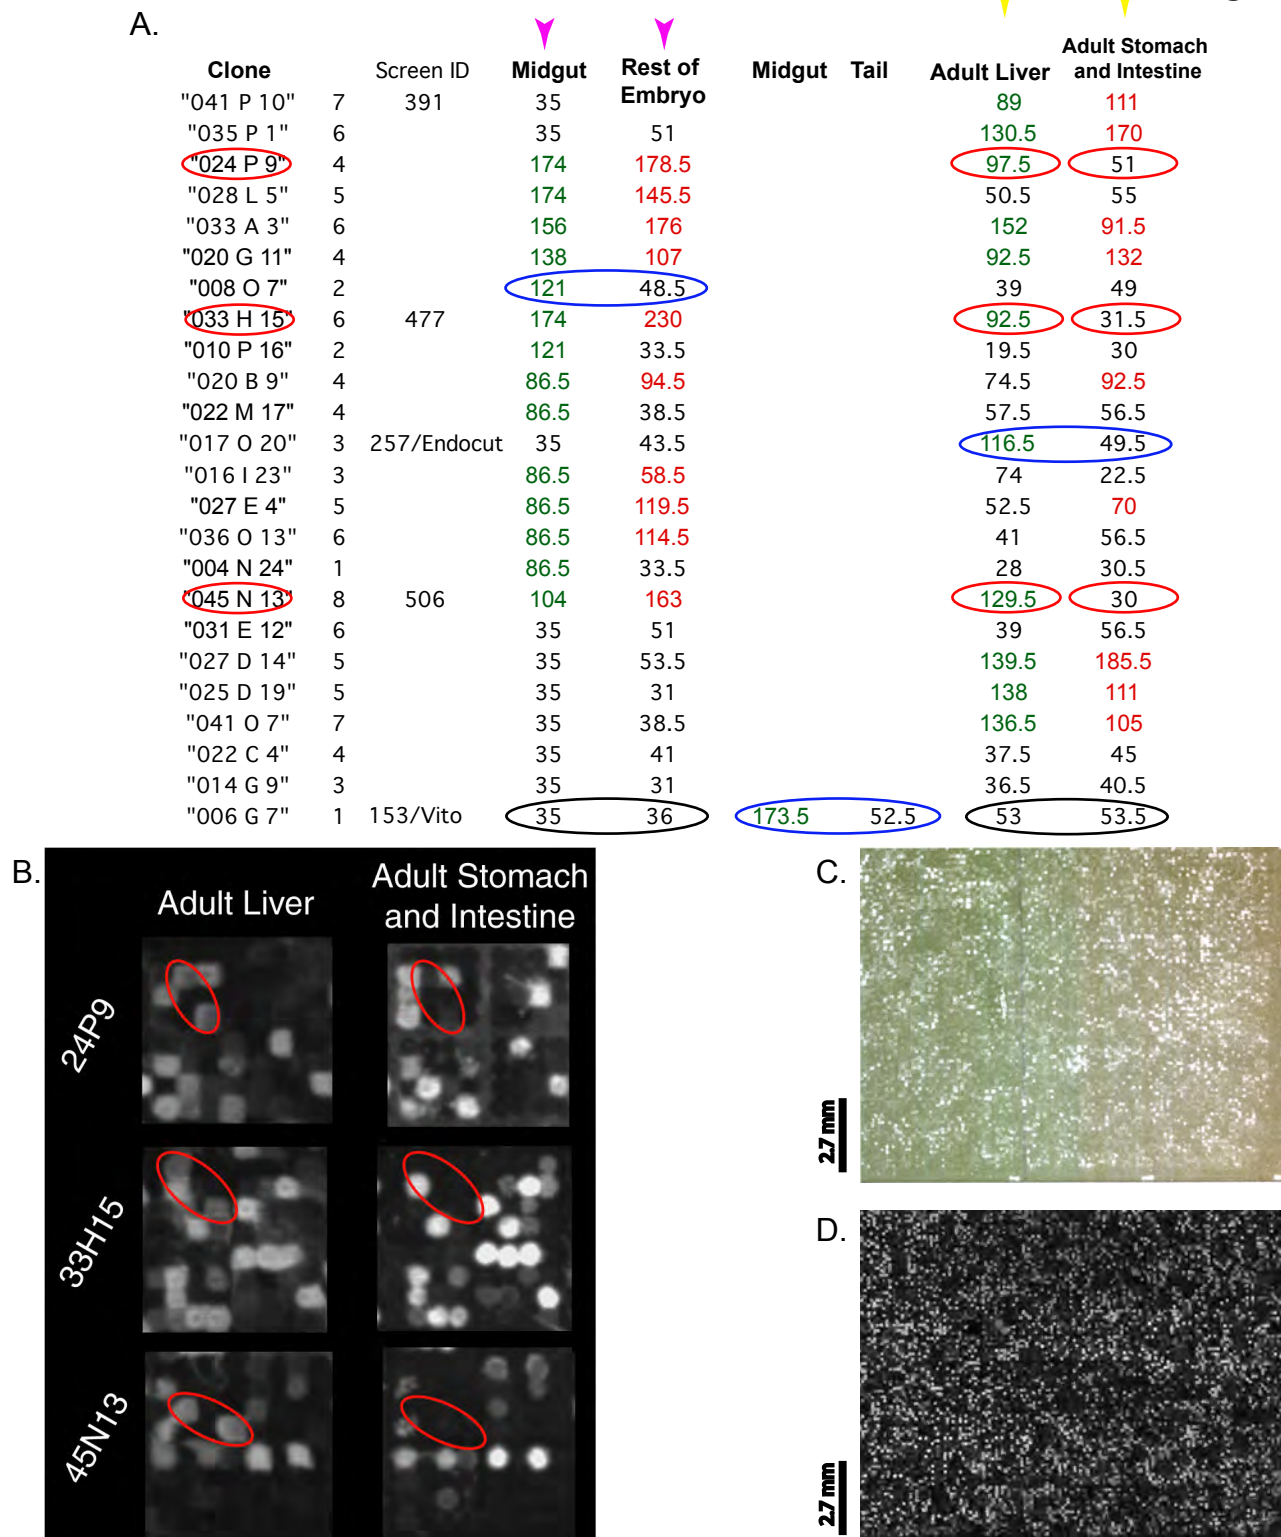 A.
Clone Screen ID Midgut Rest of Embryo Midgut Tail Adult Liver Adult Stomach and Intestine
"041 P 10" 7 391 35 89 111
"035 P 1" 6 35 51 130.5 170
"024 P 9" 4 174 178.5 97.5 51
"028 L 5" 5 174 145.5 50.5 55
"033 A 3" 6 156 176 152 91.5
"020 G 11" 4 138 107 92.5 132
"008 O 7" 2 121 48.5 39 49
"033 H 15" 6 477 174 230 92.5 31.5
"010 P 16" 2 121 33.5 19.5 30
"020 B 9" 4 86.5 94.5 74.5 92.5
"022 M 17" 4 86.5 38.5 57.5 56.5
"017 O 20" 3 257/Endocut 35 43.5 116.5 49.5
"016 I 23" 3 86.5 58.5 74 22.5
"027 E 4" 5 86.5 119.5 52.5 70
"036 O 13" 6 86.5 114.5 41 56.5
"004 N 24" 1 86.5 33.5 28 30.5
"045 N 13" 8 506 104 163 129.5 30
"031 E 12" 6 35 51 39 56.5
"027 D 14" 5 35 53.5 139.5 185.5
"025 D 19" 5 35 31 138 111
"041 O 7" 7 35 38.5 136.5 105
"022 C 4" 4 35 41 37.5 45
"014 G 9" 3 35 31 36.5 40.5
"006 G 7" 1 153/Vito 35 36 173.5 52.5 53 53.5
B.
Adult Liver
Adult Stomach
and Intestine
24P9
33H15
45N13
C.
2.7 mm
D.
2.7 mm